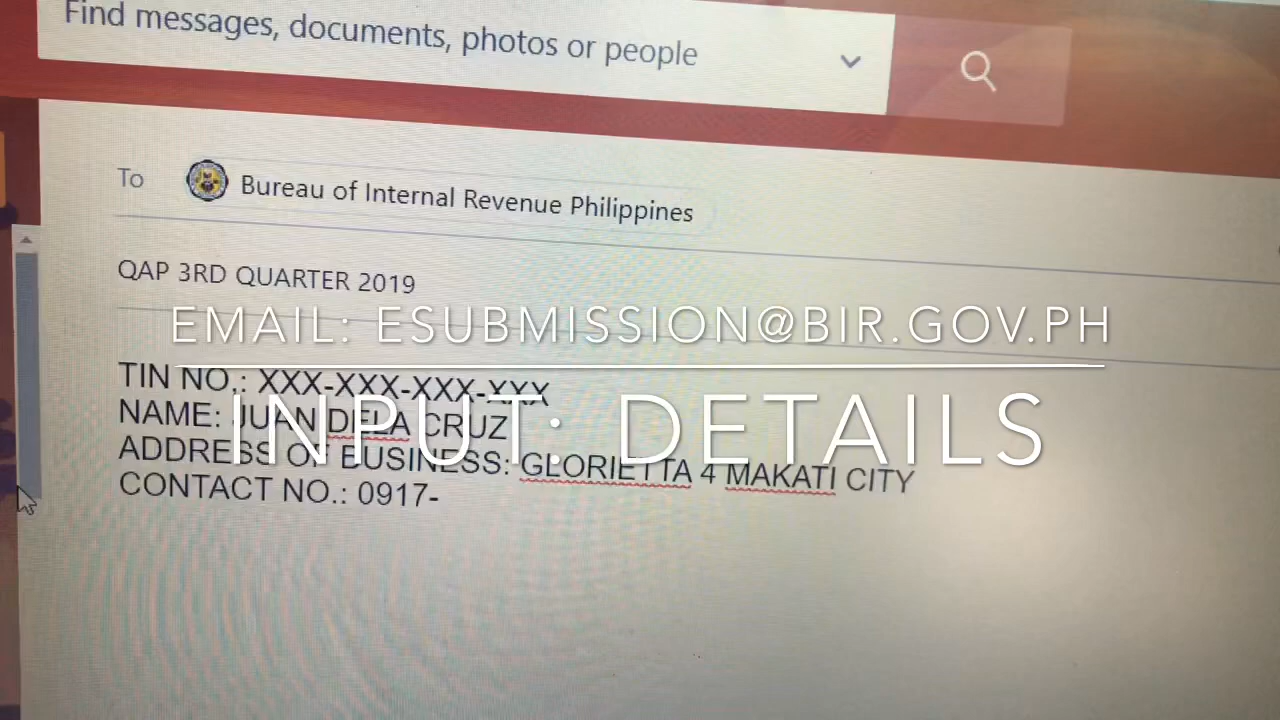 Find messages, documents, photos or people
To Bureau of Internal Revenue Philippines
QAP 3RD QUARTER 2019
EMAIL: ESUBMISSION@BIR.GOV.PH
TIN NO.: XXX-XXX-XXX-XXX
NAME: JUAN DELA CRUZ
INPUT: DETAILS
ADDRESS OF BUSINESS: GLORIETTA 4 MAKATI CITY
CONTACT NO.: 0917-